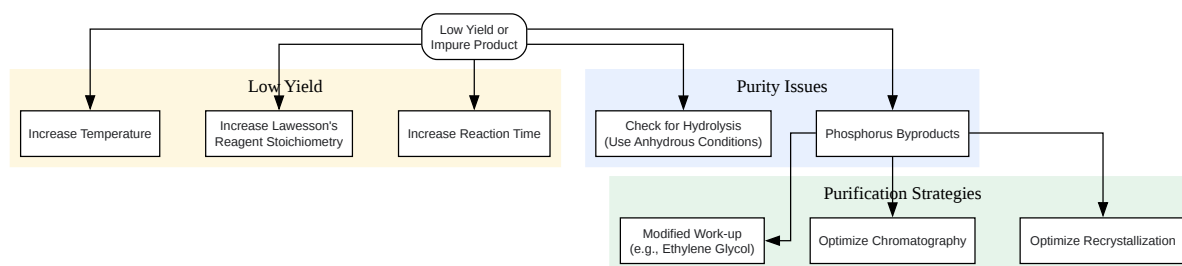 Low Yield or
Impure Product
Low Yield
Purity Issues
Increase Temperature
Increase Lawesson's
Reagent Stoichiometry
Increase Reaction Time
Check for Hydrolysis
(Use Anhydrous Conditions)
Phosphorus Byproducts
Purification Strategies
Modified Work-up
(e.g., Ethylene Glycol)
Optimize Chromatography
Optimize Recrystallization